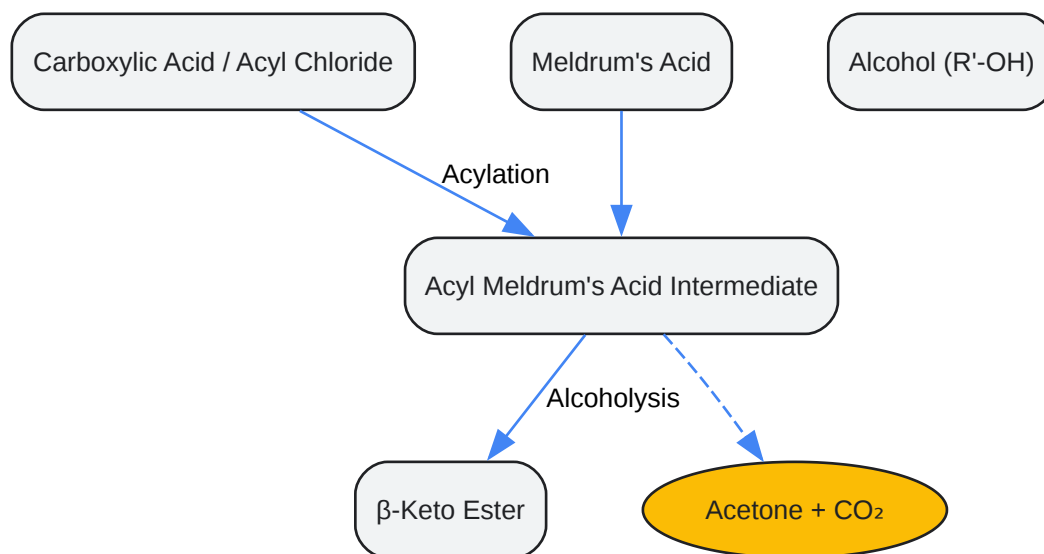 Carboxylic Acid / Acyl Chloride
Meldrum's Acid
Alcohol (R'-OH)
Acylation
Acyl Meldrum's Acid Intermediate
Alcoholysis
β-Keto Ester
Acetone + CO₂